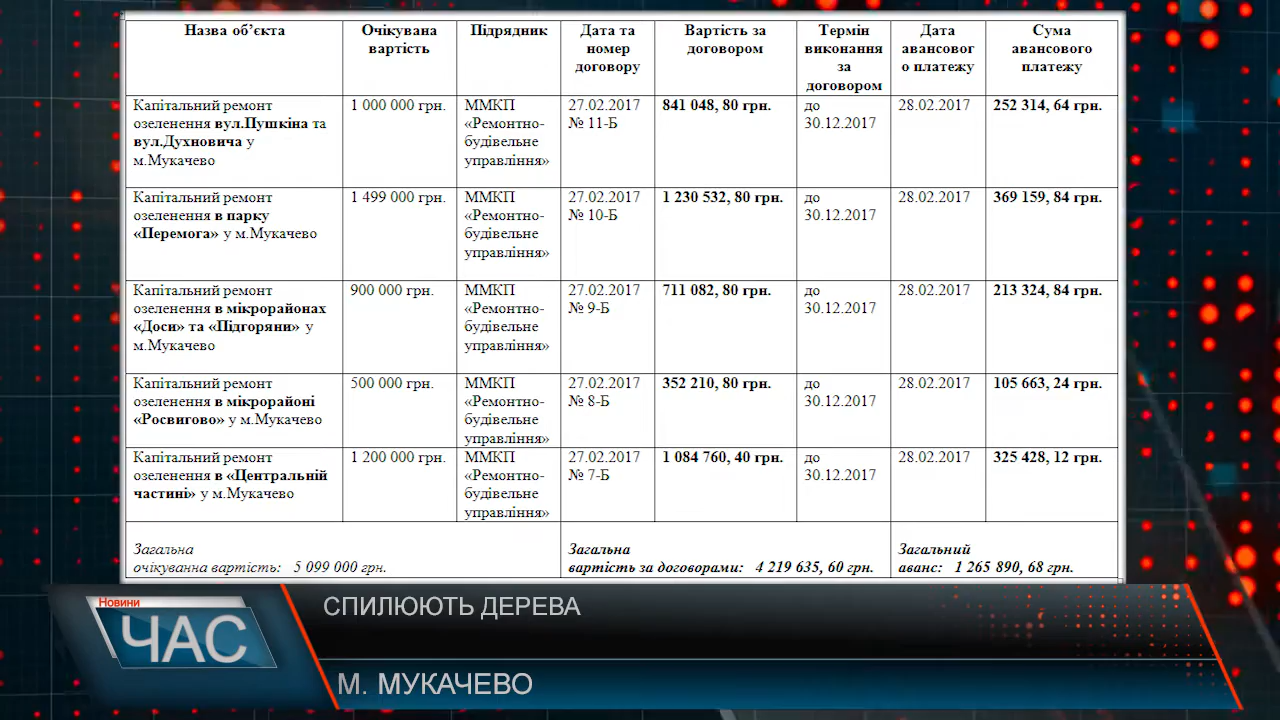 Назва об’єкта
Очікувана
вартість
Підрядник
Дата та
номер
договору
Вартість за
договором
Термін
виконання
за
договором
Дата
авансовог
о платежу
Сума
авансового
платежу
Капітальний ремонт
озеленення вул.Пушкіна та
вул.Духновича у
м.Мукачево
1 000 000 грн.
ММКП
«Ремонтно-
будівельне
управління»
27.02.2017
№ 11-Б
841 048, 80 грн.
до
30.12.2017
28.02.2017
252 314, 64 грн.
Капітальний ремонт
озеленення в парку
«Перемога» у м.Мукачево
1 499 000 грн.
ММКП
«Ремонтно-
будівельне
управління»
27.02.2017
№ 10-Б
1 230 532, 80 грн.
до
30.12.2017
28.02.2017
369 159, 84 грн.
Капітальний ремонт
озеленення в мікрорайонах
«Доси» та «Підгоряни» у
м.Мукачево
900 000 грн.
ММКП
«Ремонтно-
будівельне
управління»
27.02.2017
№ 9-Б
711 082, 80 грн.
до
30.12.2017
28.02.2017
213 324, 84 грн.
Капітальний ремонт
озеленення в мікрорайоні
«Росвигово» у м.Мукачево
500 000 грн.
ММКП
«Ремонтно-
будівельне
управління»
27.02.2017
№ 8-Б
352 210, 80 грн.
до
30.12.2017
28.02.2017
105 663, 24 грн.
Капітальний ремонт
озеленення в «Центральній
частині» у м.Мукачево
1 200 000 грн.
ММКП
«Ремонтно-
будівельне
управління»
27.02.2017
№ 7-Б
1 084 760, 40 грн.
до
30.12.2017
28.02.2017
325 428, 12 грн.
Загальна
очікуванна вартість: 5 099 000 грн.
Загальна
вартість за договорами: 4 219 635, 60 грн.
Загальний
аванс: 1 265 890, 68 грн.
Новини
ЧАС
СПИЛЮЮТЬ ДЕРЕВА
М. МУКАЧЕВО